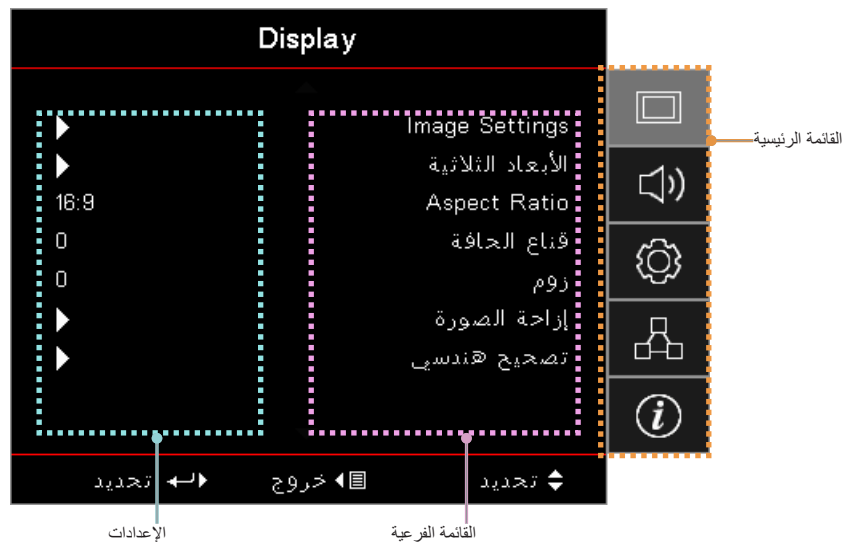 Display
Image Settings
الأبعاد الثلاثية
Aspect Ratio 16:9
قناع الحافة 0
زوم 0
إزاحة الصورة
تصحيح هندسي
تحديد خروج تحديد
القائمة الرئيسية
القائمة الفرعية
الإعدادات